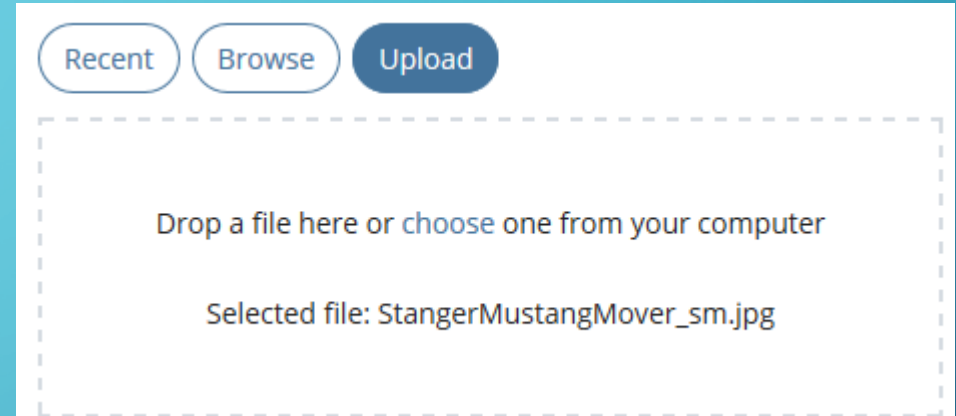 Recent Browse Upload
Drop a file here or choose one from your computer
Selected file: StangerMustangMover_sm.jpg